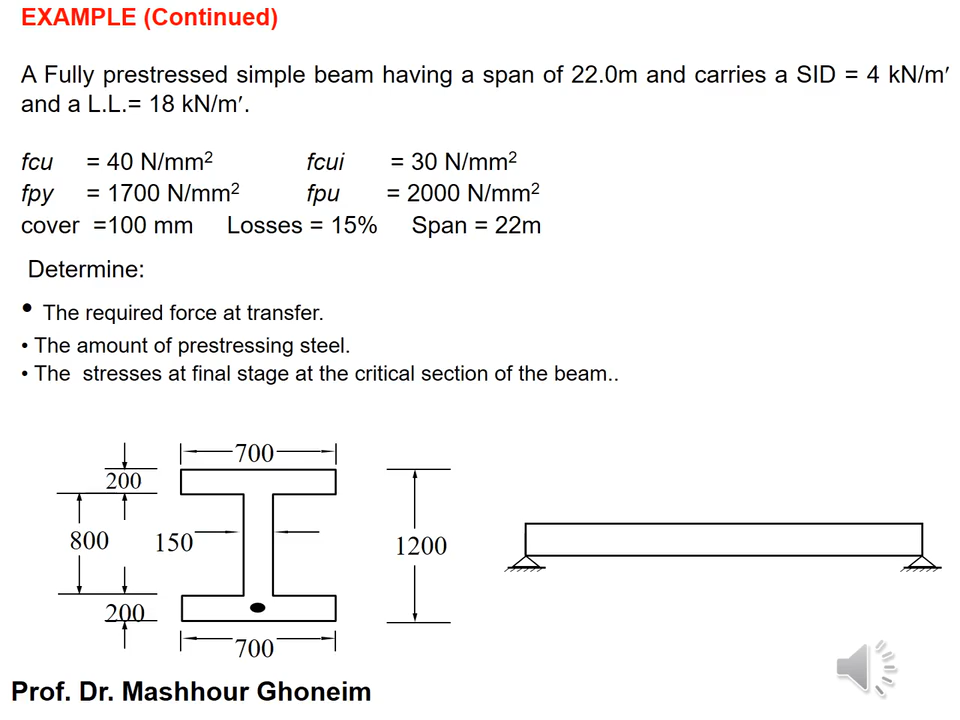 EXAMPLE (Continued)
A Fully prestressed simple beam having a span of 22.0m and carries a SID = 4 kN/m′
and a L.L.= 18 kN/m′.
fcu = 40 N/mm² fcui = 30 N/mm²
fpy = 1700 N/mm² fpu = 2000 N/mm²
cover =100 mm Losses = 15% Span = 22m
Determine:
• The required force at transfer.
• The amount of prestressing steel.
• The stresses at final stage at the critical section of the beam..
700
200
800 150 1200
200
700
Prof. Dr. Mashhour Ghoneim